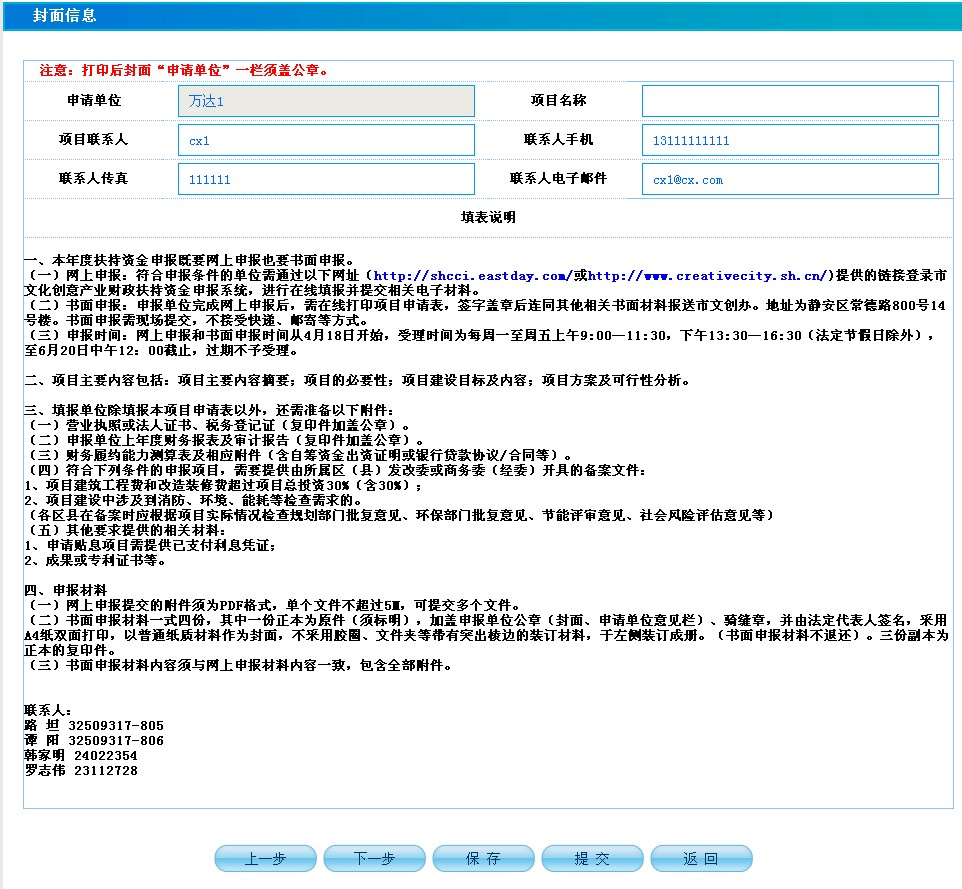 封面信息
注意：打印后封面“申请单位”一栏须盖公章。
申请单位 万达1 项目名称
项目联系人 cx1 联系人手机 13111111111
联系人传真 111111 联系人电子邮件 cx1@cx.com
填表说明
一、本年度扶持资金申报既要网上申报也要书面申报。
（一）网上申报：符合申报条件的单位需通过以下网址（http://shcci.eastday.com/或http://www.creativecity.sh.cn/)提供的链接登录市
文化创意产业财政扶持资金申报系统，进行在线填报并提交相关电子材料。
（二）书面申报：申报单位完成网上申报后，需在线打印项目申请表，签字盖章后连同其他相关书面材料报送市文创办。地址为静安区常德路800号14
号楼。书面申报需现场提交，不接受快递、邮寄等方式。
（三）申报时间：网上申报和书面申报时间从4月18日开始，受理时间为每周一至周五上午9:00—11:30，下午13:30—16:30（法定节假日除外），
至6月20日中午12：00截止，过期不予受理。
二、项目主要内容包括：项目主要内容摘要；项目的必要性；项目建设目标及内容；项目方案及可行性分析。
三、填报单位除填报本项目申请表以外，还需准备以下附件：
（一）营业执照或法人证书、税务登记证（复印件加盖公章）。
（二）申报单位上年度财务报表及审计报告（复印件加盖公章）。
（三）财务履约能力测算表及相应附件（含自筹资金出资证明或银行贷款协议/合同等）。
（四）符合下列条件的申报项目，需要提供由所属区（县）发改委或商务委（经委）开具的备案文件：
1、项目建筑工程费和改造装修费超过项目总投资30%（含30%）；
2、项目建设中涉及到消防、环境、能耗等检查需求的。
（各区县在备案时应根据项目实际情况检查规划部门批复意见、环保部门批复意见、节能评审意见、社会风险评估意见等）
（五）其他要求提供的相关材料：
1、申请贴息项目需提供已支付利息凭证；
2、成果或专利证书等。
四、申报材料
（一）网上申报提交的附件须为PDF格式，单个文件不超过5M，可提交多个文件。
（二）书面申报材料一式四份，其中一份正本为原件（须标明），加盖申报单位公章（封面、申请单位意见栏）、骑缝章，并由法定代表人签名，采用
A4纸双面打印，以普通纸质材料作为封面，不采用胶圈、文件夹等带有突出棱边的装订材料，于左侧装订成册。（书面申报材料不退还）。三份副本为
正本的复印件。
（三）书面申报材料内容须与网上申报材料内容一致，包含全部附件。
联系人：
路 坦 32509317-805
谭 阳 32509317-806
韩家明 24022354
罗志伟 23112728
上一步 下一步 保 存 提 交 返 回